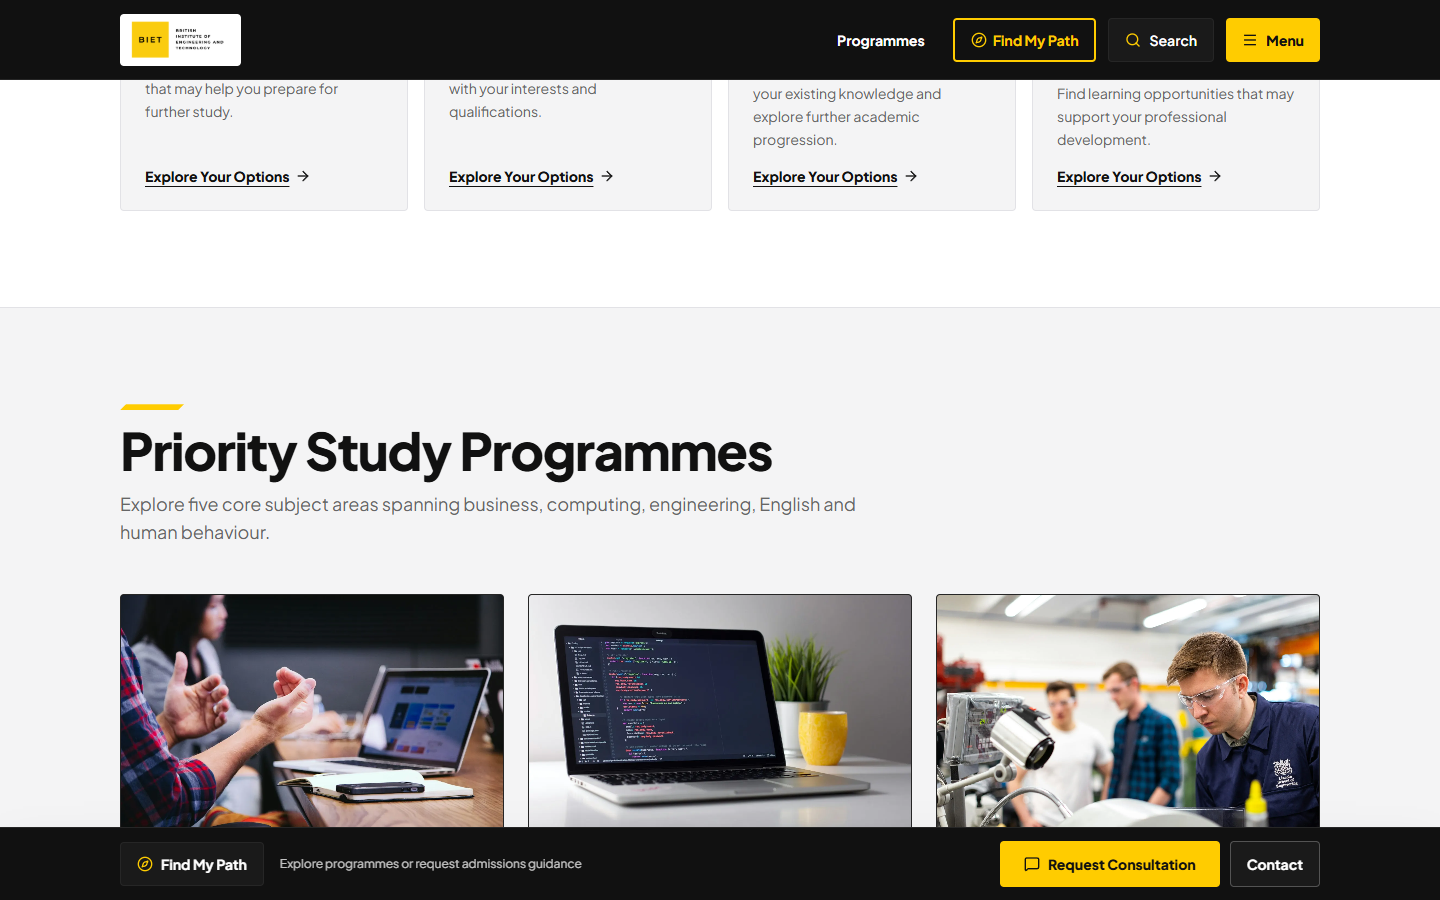 BIET
BRITISH
INSTITUTE OF
ENGINEERING AND
TECHNOLOGY
Programmes
Find My Path
Search
Menu
that may help you prepare for
further study.
Explore Your Options
with your interests and
qualifications.
Explore Your Options
your existing knowledge and
explore further academic
progression.
Explore Your Options
Find learning opportunities that may
support your professional
development.
Explore Your Options
Priority Study Programmes
Explore five core subject areas spanning business, computing, engineering, English and
human behaviour.
Find My Path
Explore programmes or request admissions guidance
Request Consultation
Contact